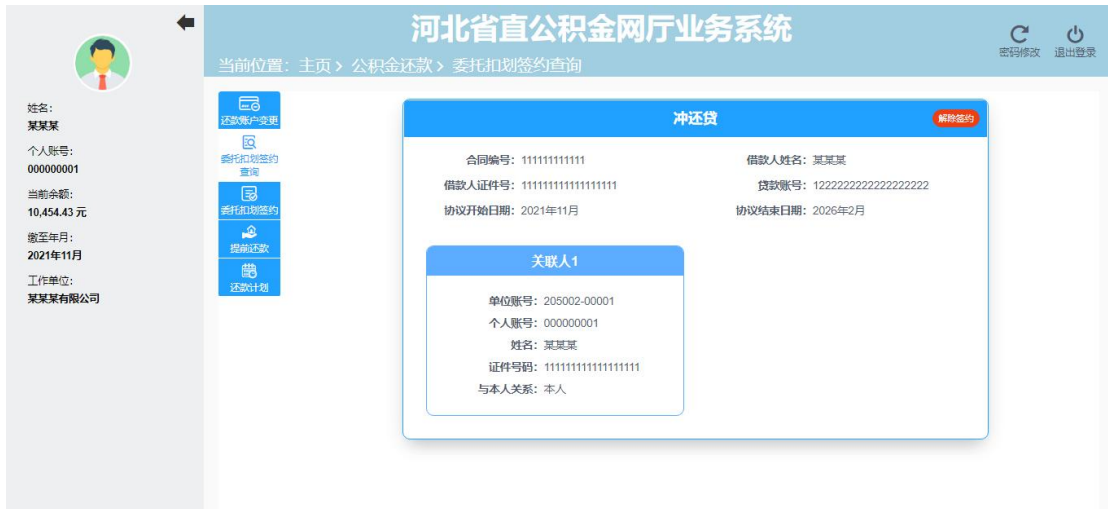 河北省直公积金网厅业务系统
密码修改 退出登录
当前位置：主页 > 公积金还款 > 委托扣划签约查询
姓名：
某某某
个人账号：
000000001
当前余额：
10,454.43 元
缴至年月：
2021年11月
工作单位：
某某某有限公司
还款账户变更
委托扣划签约
查询
委托扣划签约
提前还款
还款计划
冲还贷
解除签约
合同编号：111111111111 借款人姓名：某某某
借款人证件号：111111111111111111 贷款账号：1222222222222222222
协议开始日期：2021年11月 协议结束日期：2026年2月
关联人1
单位账号：205002-00001
个人账号：000000001
姓名：某某某
证件号码：111111111111111111
与本人关系：本人